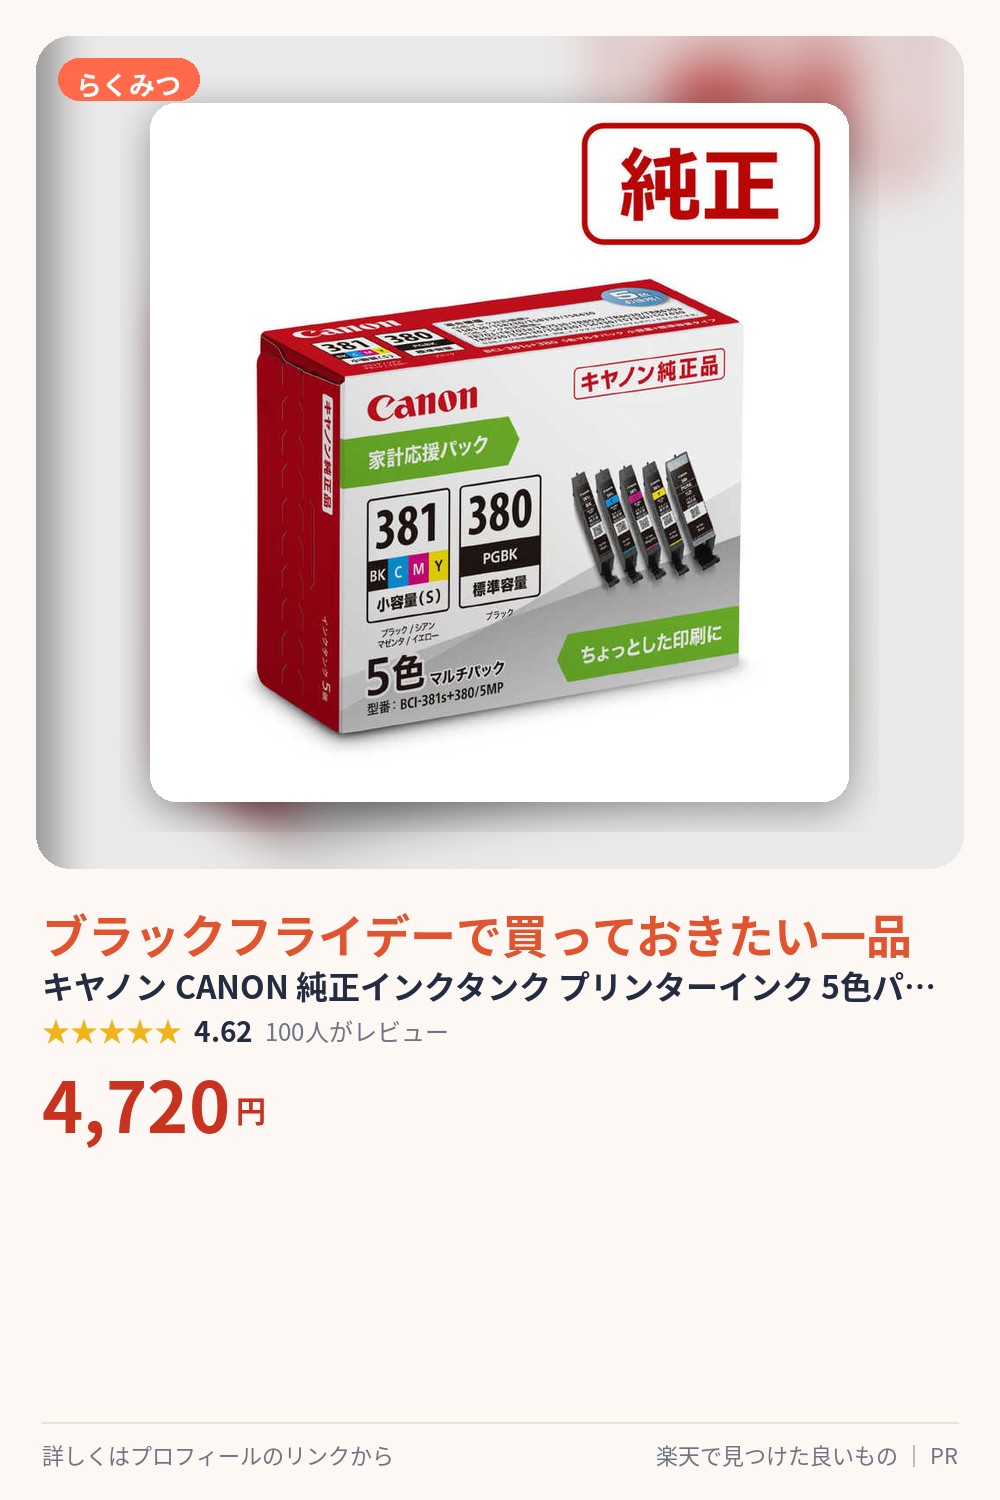 らくみつ
純正
Canon
381
380
Canon
キヤノン純正品
キヤノン純正品
家計応援パック
381
BK C M Y
小容量(S)
ブラック / シアン
マゼンタ / イエロー
380
PGBK
標準容量
ブラック
ちょっとした印刷に
5色 マルチパック
型番：BCI-381s+380/5MP
ブラックフライデーで買っておきたい一品
キヤノン CANON 純正インクタンク プリンターインク 5色パ…
★★★★★ 4.62 100人がレビュー
4,720円
詳しくはプロフィールのリンクから
楽天で見つけた良いもの ｜ PR